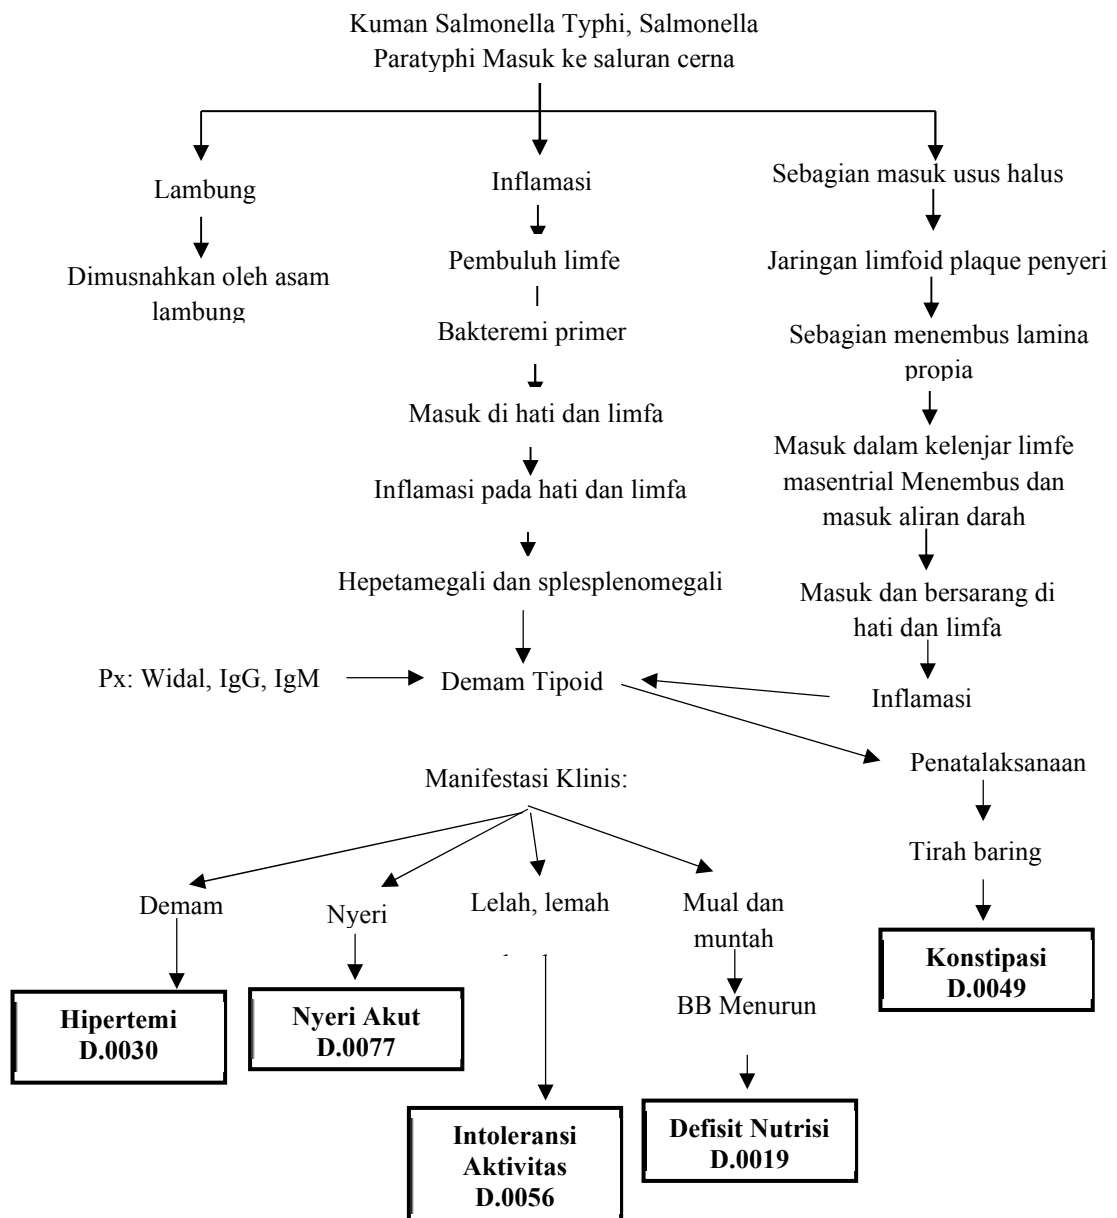 Kuman Salmonella Typhi, Salmonella
Paratyphi Masuk ke saluran cerna
Lambung
Inflamasi
Sebagian masuk usus halus
Dimusnahkan oleh asam
lambung
Pembuluh limfe
Jaringan limfoid plaque penyeri
Bakteremi primer
Sebagian menembus lamina
propia
Masuk di hati dan limfa
Masuk dalam kelenjar limfe
masentrial Menembus dan
masuk aliran darah
Inflamasi pada hati dan limfa
Hepetamegali dan splesplenomegali
Masuk dan bersarang di
hati dan limfa
Px: Widal, IgG, IgM
Demam Tipoid
Inflamasi
Penatalaksanaan
Manifestasi Klinis:
Tirah baring
Demam
Nyeri
Lelah, lemah
Mual dan
muntah
Konstipasi
D.0049
BB Menurun
Hipertemi
D.0030
Nyeri Akut
D.0077
Intoleransi
Aktivitas
D.0056
Defisit Nutrisi
D.0019